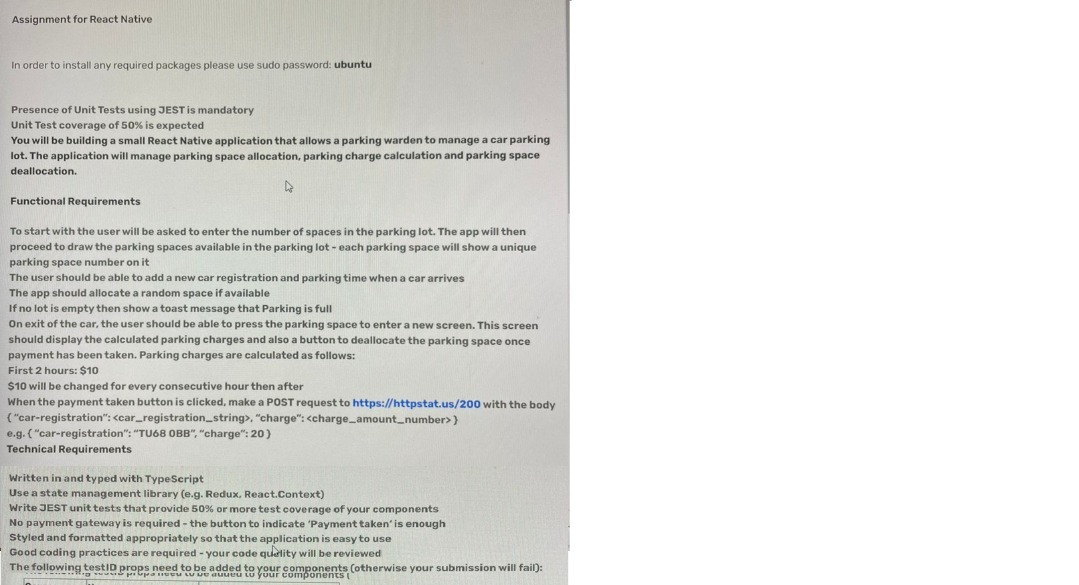 Assignment for React Native
In order to install any required packages please use sudo password: ubuntu
Presence of Unit Tests using JEST is mandatory
Unit Test coverage of 50% is expected
You will be building a small React Native application that allows a parking warden to manage a car parking
lot. The application will manage parking space allocation, parking charge calculation and parking space
deallocation.
Functional Requirements
To start with the user will be asked to enter the number of spaces in the parking lot. The app will then
proceed to draw the parking spaces available in the parking lot - each parking space will show a unique
parking space number on it
The user should be able to add a new car registration and parking time when a car arrives
The app should allocate a random space if available
If no lot is empty then show a toast message that Parking is full
On exit of the car, the user should be able to press the parking space to enter a new screen. This screen
should display the calculated parking charges and also a button to deallocate the parking space once
payment has been taken. Parking charges are calculated as follows:
First 2 hours: $10
$10 will be changed for every consecutive hour then after
When the payment taken button is clicked, make a POST request to https://httpstat.us/200 with the body
{ "car-registration": <car_registration_string>, "charge": <charge_amount_number> }
e.g. { "car-registration": "TU68 0BB", "charge": 20 }
Technical Requirements
Written in and typed with TypeScript
Use a state management library (e.g. Redux, React.Context)
Write JEST unit tests that provide 50% or more test coverage of your components
No payment gateway is required - the button to indicate 'Payment taken' is enough
Styled and formatted appropriately so that the application is easy to use
Good coding practices are required - your code quality will be reviewed
The following testID props need to be added to your components (otherwise your submission will fail):
props need to be added to your components (